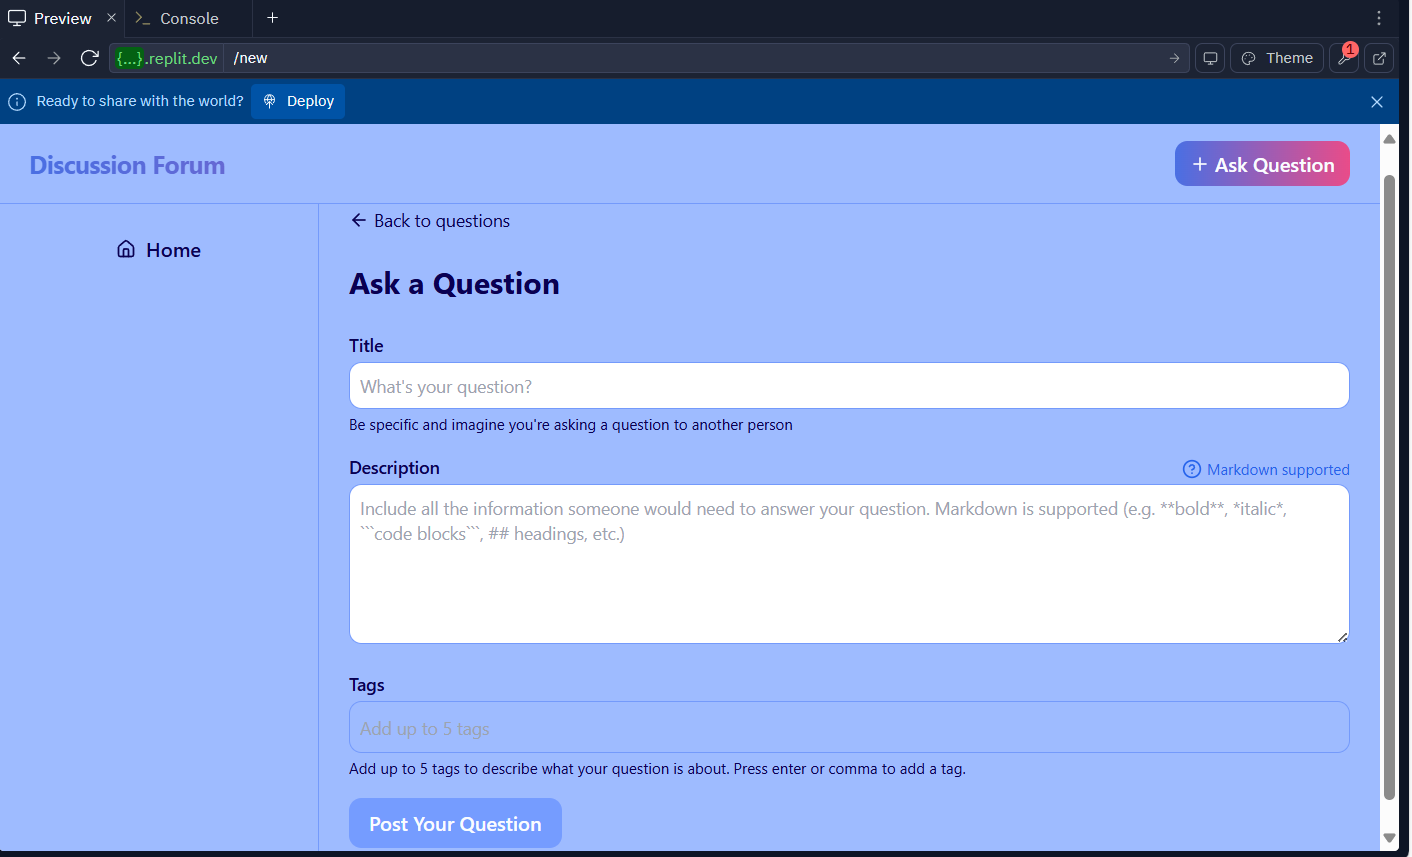 Preview
Console
{...}.replit.dev /new
Theme
1
Ready to share with the world? Deploy
Discussion Forum
+ Ask Question
Home
Back to questions
Ask a Question
Title
What's your question?
Be specific and imagine you're asking a question to another person
Description
Markdown supported
Include all the information someone would need to answer your question. Markdown is supported (e.g. **bold**, *italic*,
```code blocks```, ## headings, etc.)
Tags
Add up to 5 tags
Add up to 5 tags to describe what your question is about. Press enter or comma to add a tag.
Post Your Question